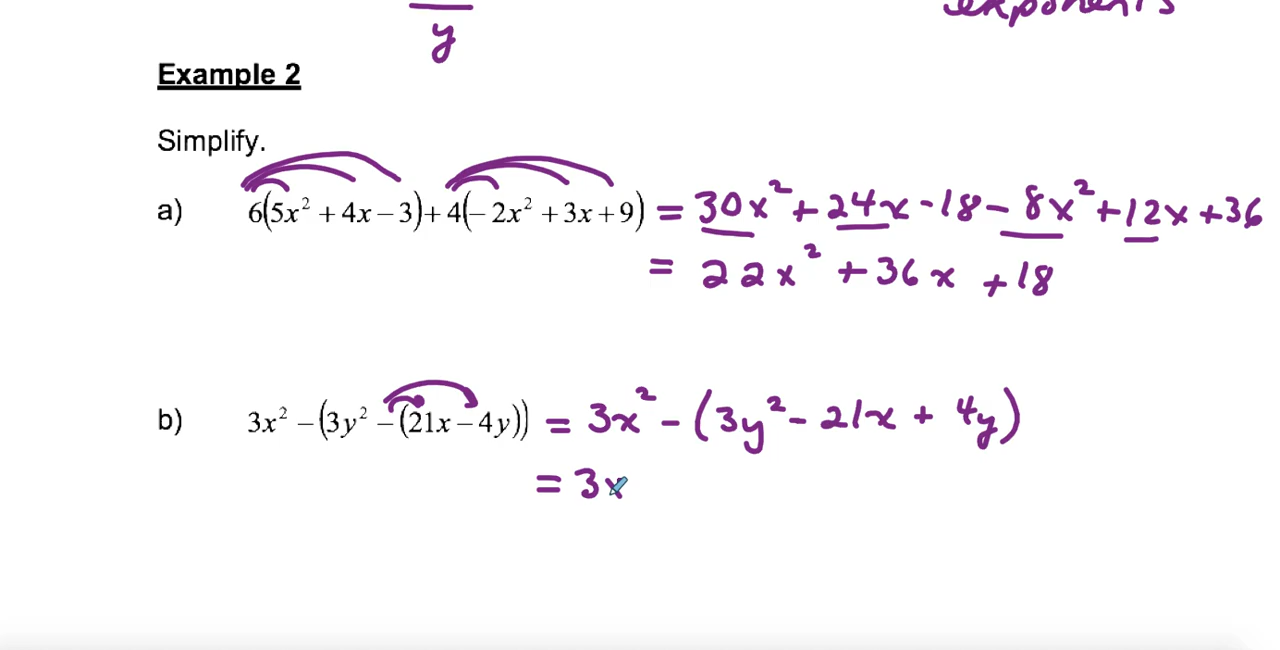 exponents
y
Example 2
Simplify.
a) 6(5x² + 4x − 3) + 4(− 2x² + 3x + 9) = 30x² + 24x - 18 - 8x² + 12x + 36
= 22x² + 36x + 18
b) 3x² − (3y² − (21x − 4y)) = 3x² - (3y² - 21x + 4y)
= 3x